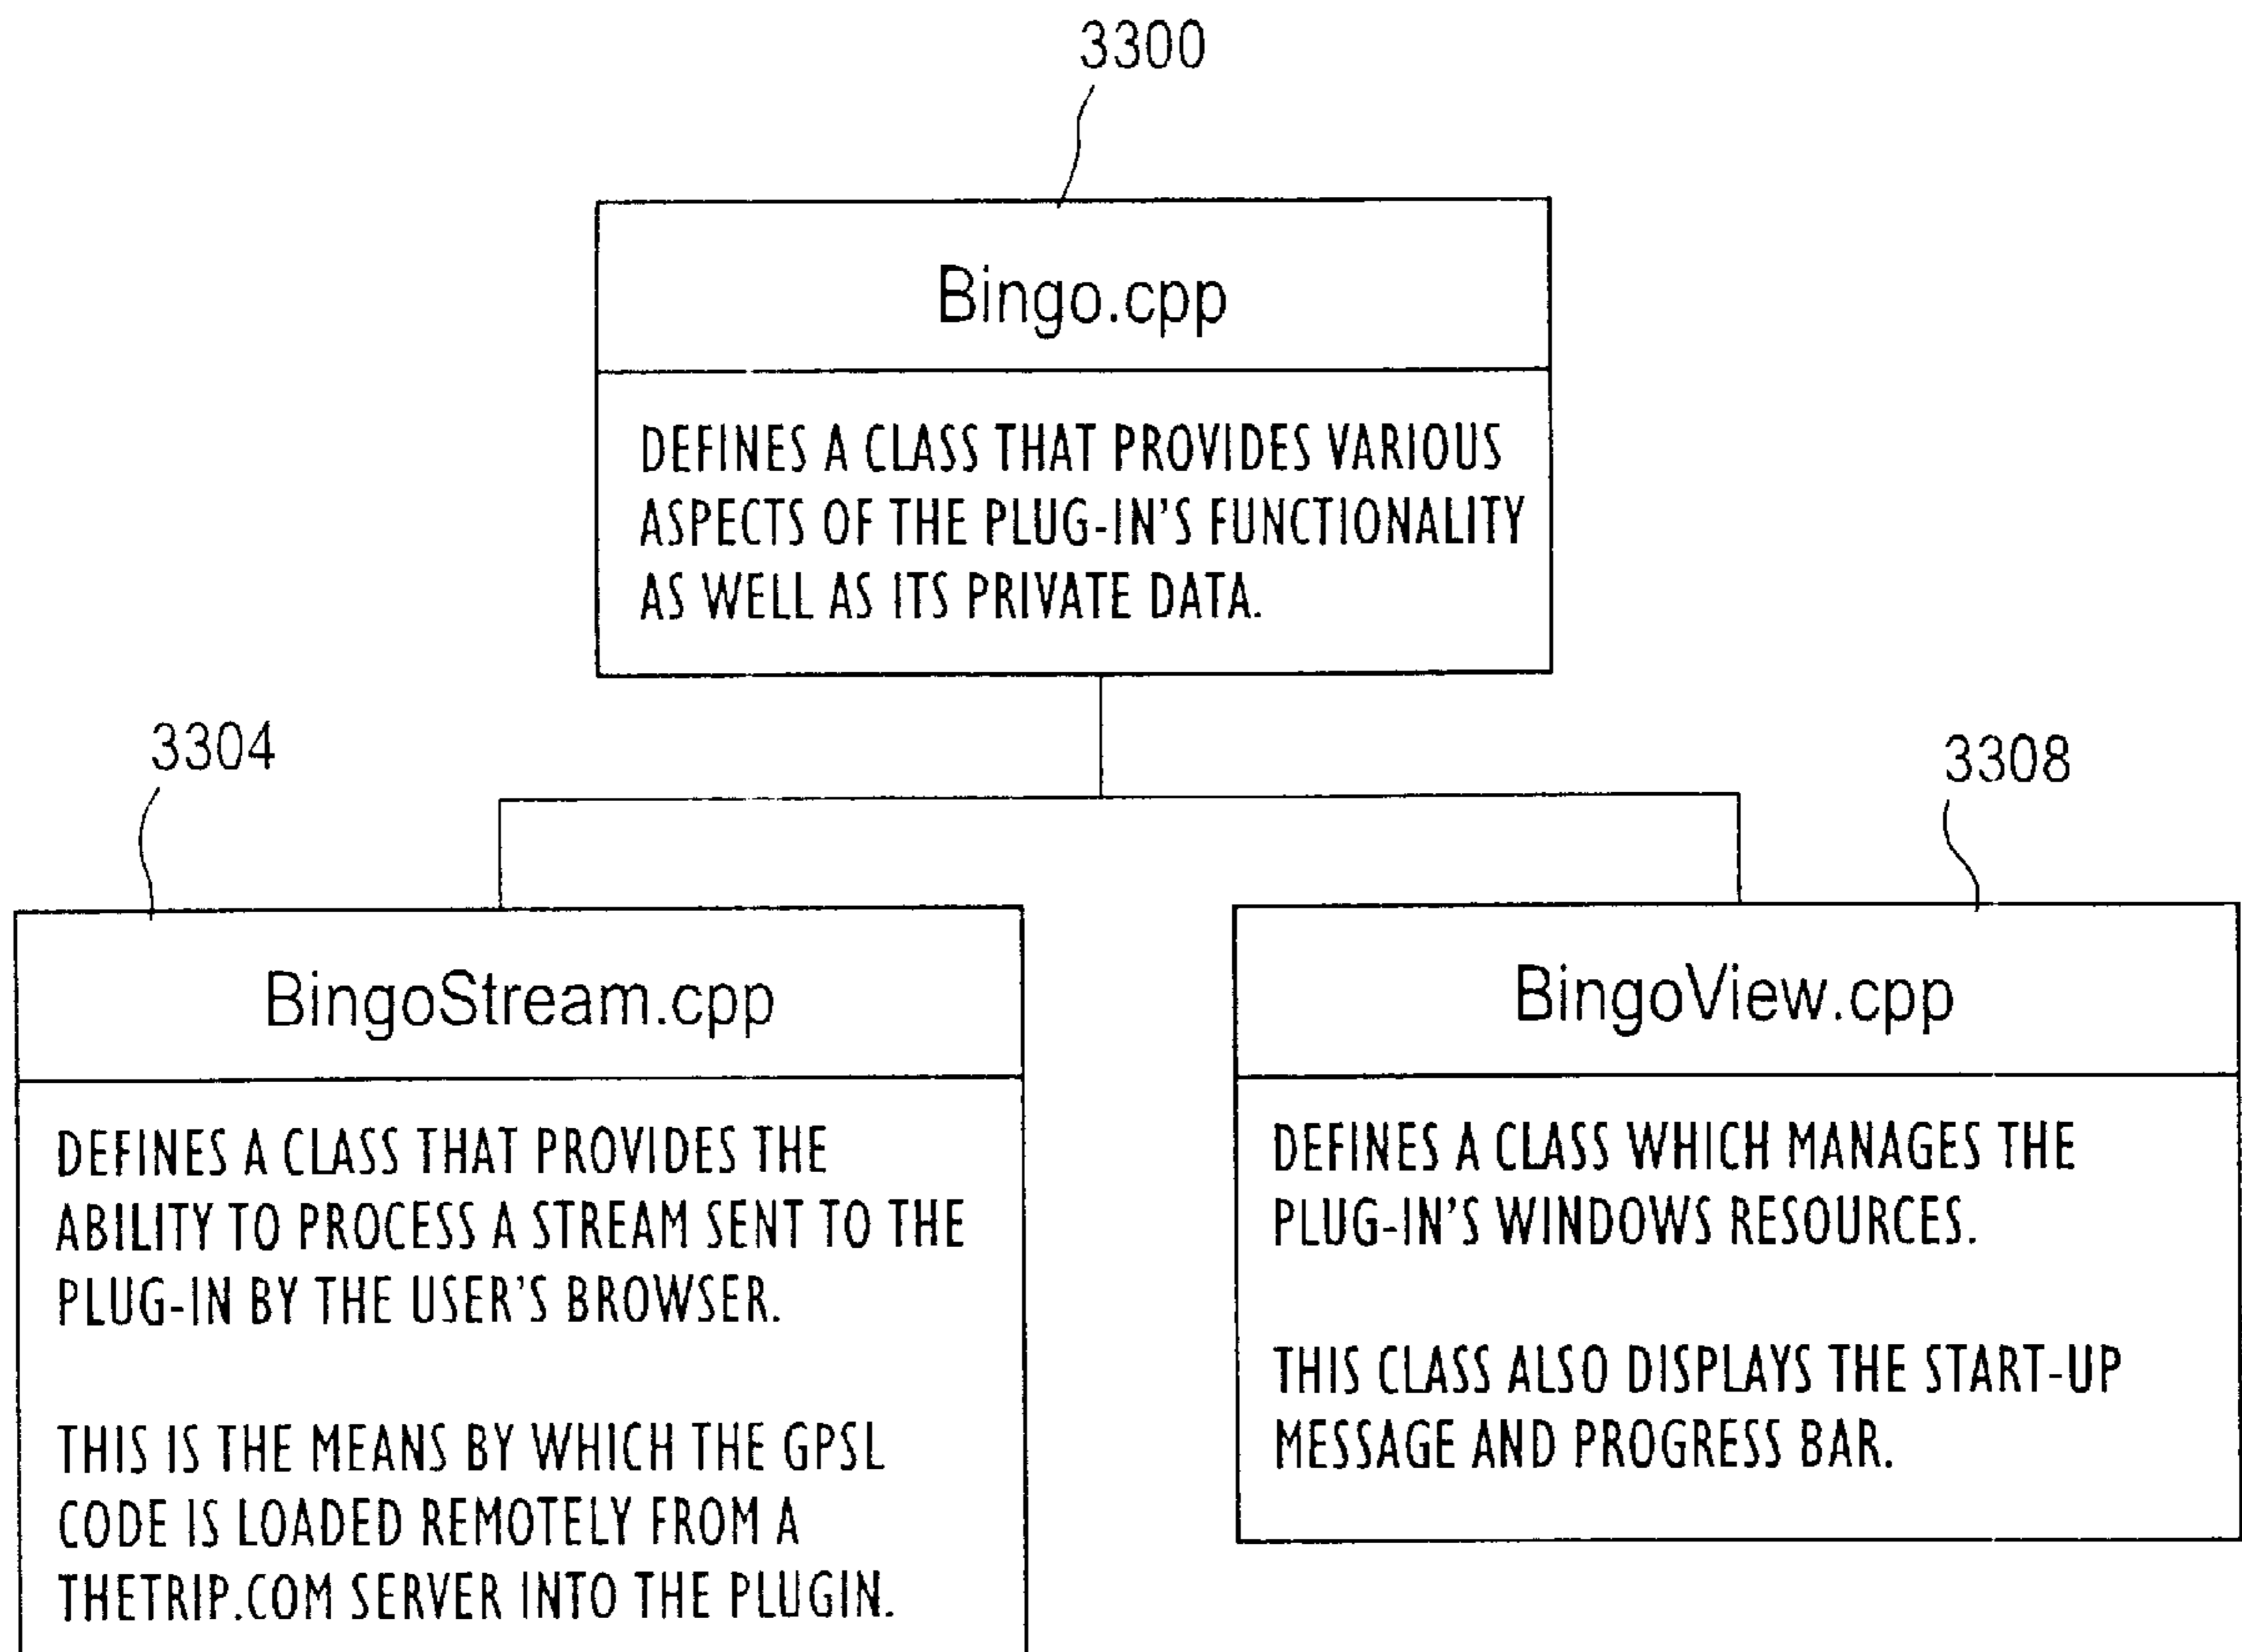 3300
Bingo.cpp
DEFINES A CLASS THAT PROVIDES VARIOUS
ASPECTS OF THE PLUG-IN'S FUNCTIONALITY
AS WELL AS ITS PRIVATE DATA.
3304
BingoStream.cpp
DEFINES A CLASS THAT PROVIDES THE
ABILITY TO PROCESS A STREAM SENT TO THE
PLUG-IN BY THE USER'S BROWSER.
THIS IS THE MEANS BY WHICH THE GPSL
CODE IS LOADED REMOTELY FROM A
THETRIP.COM SERVER INTO THE PLUGIN.
3308
BingoView.cpp
DEFINES A CLASS WHICH MANAGES THE
PLUG-IN'S WINDOWS RESOURCES.
THIS CLASS ALSO DISPLAYS THE START-UP
MESSAGE AND PROGRESS BAR.